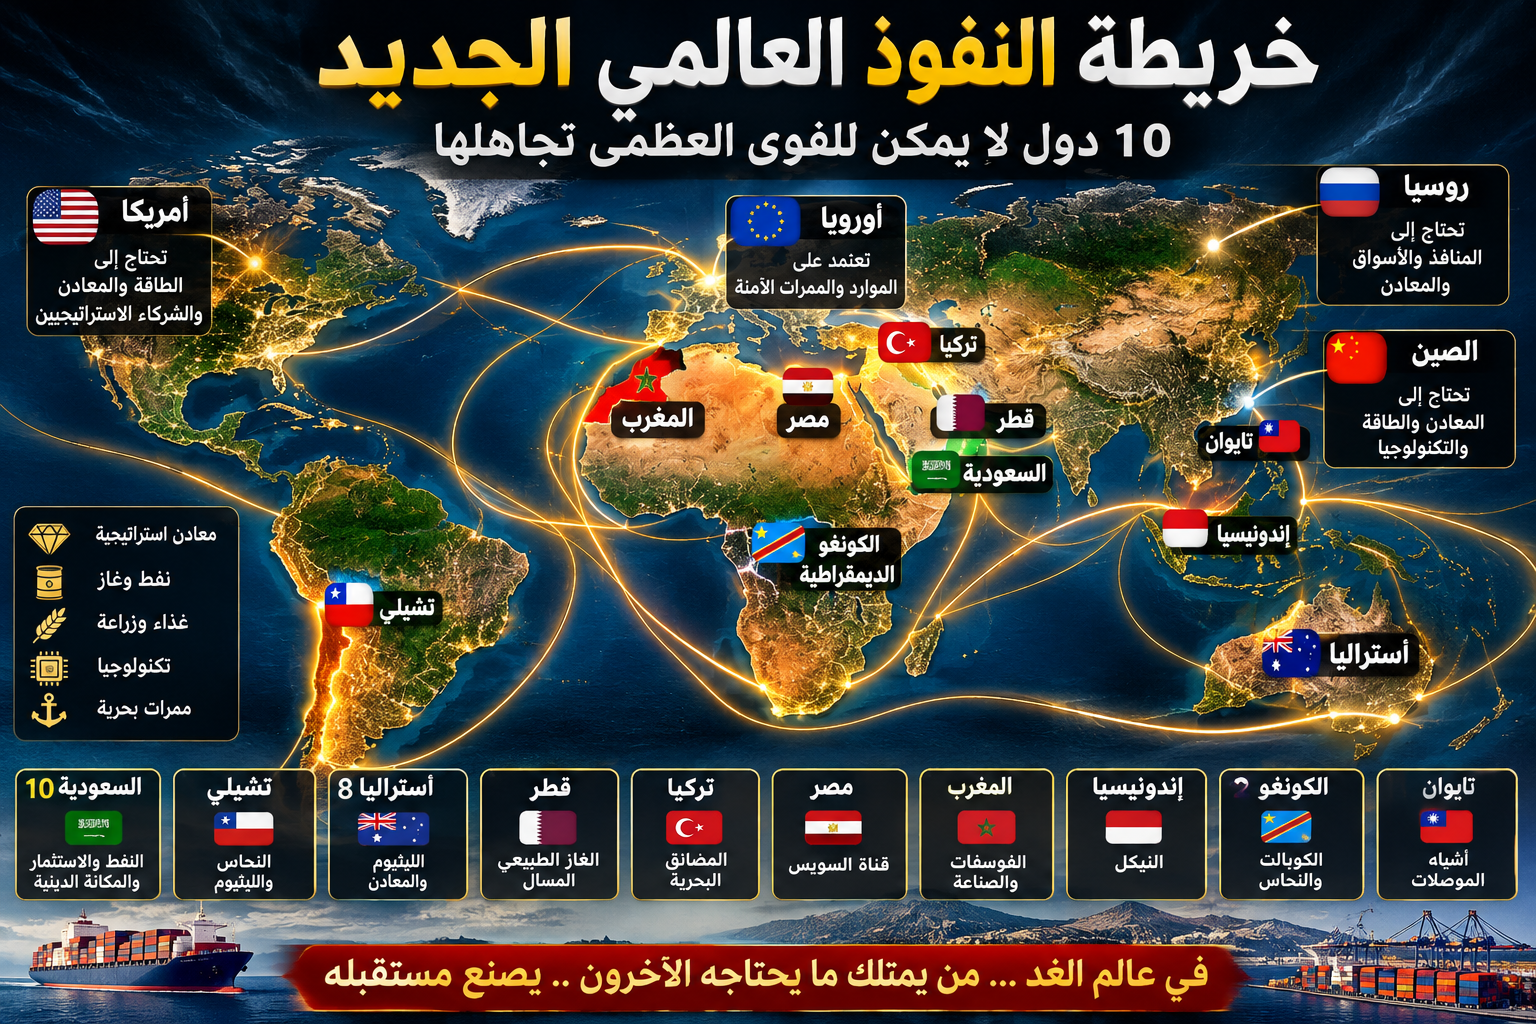 خريطة النفوذ العالمي الجديد
10 دول لا يمكن للفوى العظمى تجاهلها
أمريكا
تحتاج إلى
الطاقة والمعادن
والشركاء الاستراتيجيين
أورويا
تعتمد على
الموارد والممرات الآمنة
روسيا
تحتاج إلى
المنافذ والأسواق
والمعادن
الصين
تحتاج إلى
المعادن والطاقة
والتكنولوجيا
تركيا
المغرب
مصر
قطر
السعودية
تايوان
إندونيسيا
الكونغو
الديمقراطية
تشيلي
أستراليا
معادن استراتيجية
نفط وغاز
غذاء وزراعة
تكنولوجيا
ممرات بحرية
تايوان
أشياه
الموصلات
الكونغو 2
الكوبالت
والنحاس
إندونيسيا
النيكل
المغرب
الفوسفات
والصناعة
مصر
قناة السويس
تركيا
المضائق
البحرية
قطر
الغاز الطبيعي
المسال
أستراليا 8
الليثيوم
والمعادن
تشيلي
النحاس
والليثيوم
السعودية 10
النفط والاستثمار
والمكانة الدينية
في عالم الغد ... من يمتلك ما يحتاجه الآخرون .. يصنع مستقبله